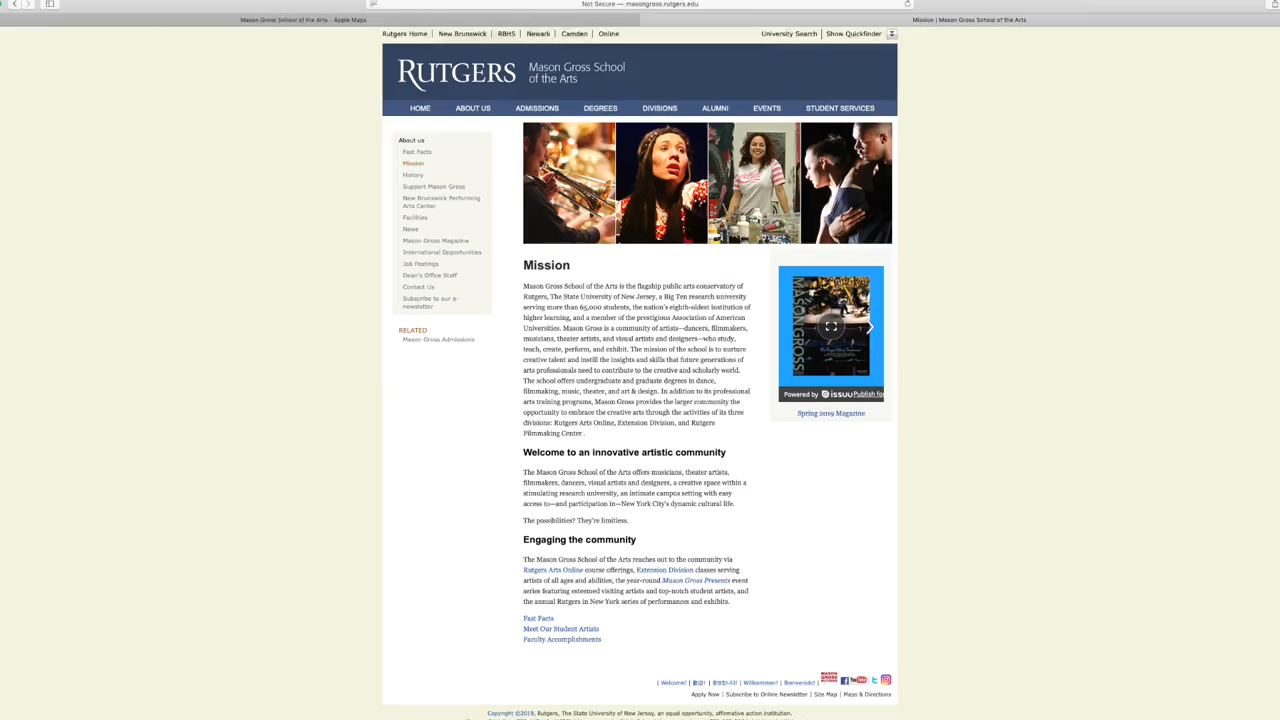 Not Secure — masongross.rutgers.edu
Mason Gross School of the Arts - Apple Maps
Mission | Mason Gross School of the Arts
Rutgers Home | New Brunswick | RBHS | Newark | Camden | Online
University Search | Show Quickfinder
RUTGERS
Mason Gross School
of the Arts
HOME ABOUT US ADMISSIONS DEGREES DIVISIONS ALUMNI EVENTS STUDENT SERVICES
About us
Fast Facts
Mission
History
Support Mason Gross
New Brunswick Performing
Arts Center
Facilities
News
Mason Gross Magazine
International Opportunities
Job Postings
Dean's Office Staff
Contact Us
Subscribe to our e-
newsletter
RELATED
Mason Gross Admissions
Mission
Mason Gross School of the Arts is the flagship public arts conservatory of
Rutgers, The State University of New Jersey, a Big Ten research university
serving more than 65,000 students, the nation's eighth-oldest institution of
higher learning, and a member of the prestigious Association of American
Universities. Mason Gross is a community of artists—dancers, filmmakers,
musicians, theater artists, and visual artists and designers—who study,
teach, create, perform, and exhibit. The mission of the school is to nurture
creative talent and instill the insights and skills that future generations of
arts professionals need to contribute to the creative and scholarly world.
The school offers undergraduate and graduate degrees in dance,
filmmaking, music, theater, and art & design. In addition to its professional
arts training programs, Mason Gross provides the larger community the
opportunity to embrace the creative arts through the activities of its three
divisions: Rutgers Arts Online, Extension Division, and Rutgers
Filmmaking Center .
Welcome to an innovative artistic community
The Mason Gross School of the Arts offers musicians, theater artists,
filmmakers, dancers, visual artists and designers, a creative space within a
stimulating research university, an intimate campus setting with easy
access to—and participation in—New York City's dynamic cultural life.
The possibilities? They're limitless.
Engaging the community
The Mason Gross School of the Arts reaches out to the community via
Rutgers Arts Online course offerings, Extension Division classes serving
artists of all ages and abilities, the year-round Mason Gross Presents event
series featuring esteemed visiting artists and top-notch student artists, and
the annual Rutgers in New York series of performances and exhibits.
Fast Facts
Meet Our Student Artists
Faculty Accomplishments
MASON GROSS
Powered by issuu Publish for
Spring 2019 Magazine
| Welcome! | 歡迎! | 환영합니다! | Willkommen! | Bienvenido! |
MASON
GROSS
YouTube
Apply Now | Subscribe to Online Newsletter | Site Map | Maps & Directions
Copyright ©2019, Rutgers, The State University of New Jersey, an equal opportunity, affirmative action institution.